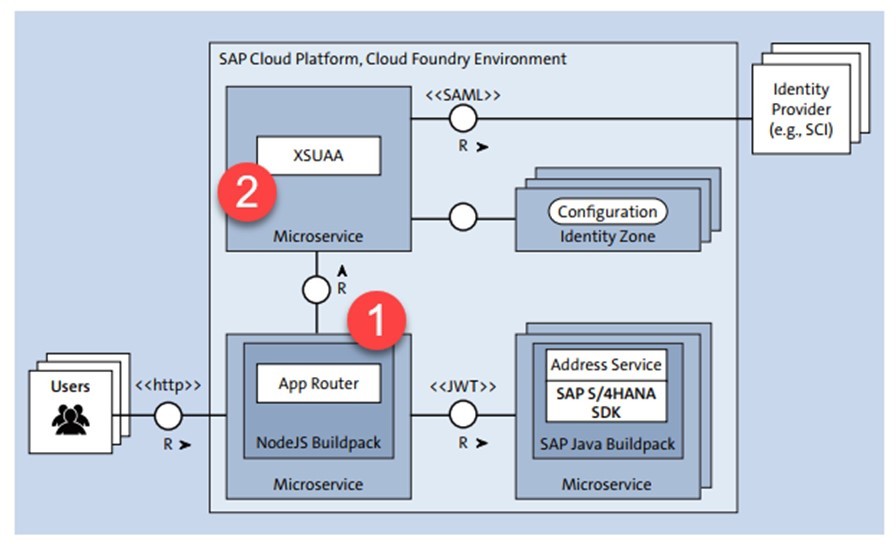 SAP Cloud Platform, Cloud Foundry Environment
<<SAML>>
R
Identity
Provider
(e.g., SCI)
XSUAA
2
Microservice
Configuration
Identity Zone
R
1
Users
<<http>>
R
App Router
NodeJS Buildpack
Microservice
<<JWT>>
R
Address Service
SAP S/4HANA
SDK
SAP Java Buildpack
Microservice